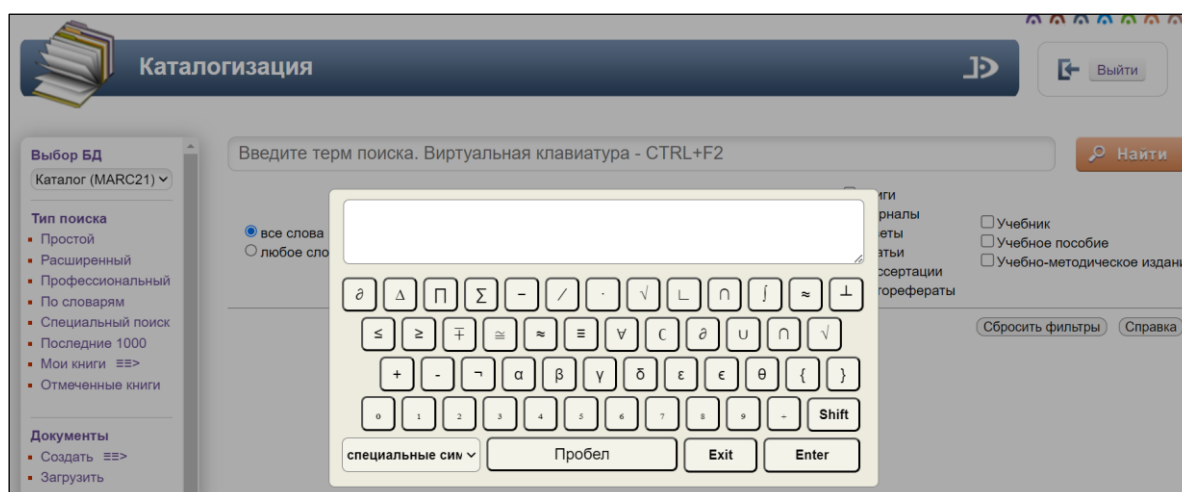 Каталогизация
Выйти
Выбор БД
Каталог (MARC21)
Введите терм поиска. Виртуальная клавиатура - CTRL+F2
Найти
Тип поиска
Простой
Расширенный
Профессиональный
По словарям
Специальный поиск
Последние 1000
Мои книги ≡≡>
Отмеченные книги
Документы
Создать ≡≡>
Загрузить
все слова
любое сло
иги
рналы
еты
атьи
ссертации
торефераты
Учебник
Учебное пособие
Учебно-методическое издани
Сбросить фильтры Справка
∂ Δ ∏ ∑ − ∕ · √ ∟ ∩ ∫ ≈ ┴
≤ ≥ ∓ ≅ ≈ ≡ ∀ ∁ ∂ ∪ ∩ √
+ - ¬ α β γ δ ε ϵ θ { }
₀ ₁ ₂ ₃ ₄ ₅ ₆ ₇ ₈ ₉ ÷ Shift
специальные сим Пробел Exit Enter